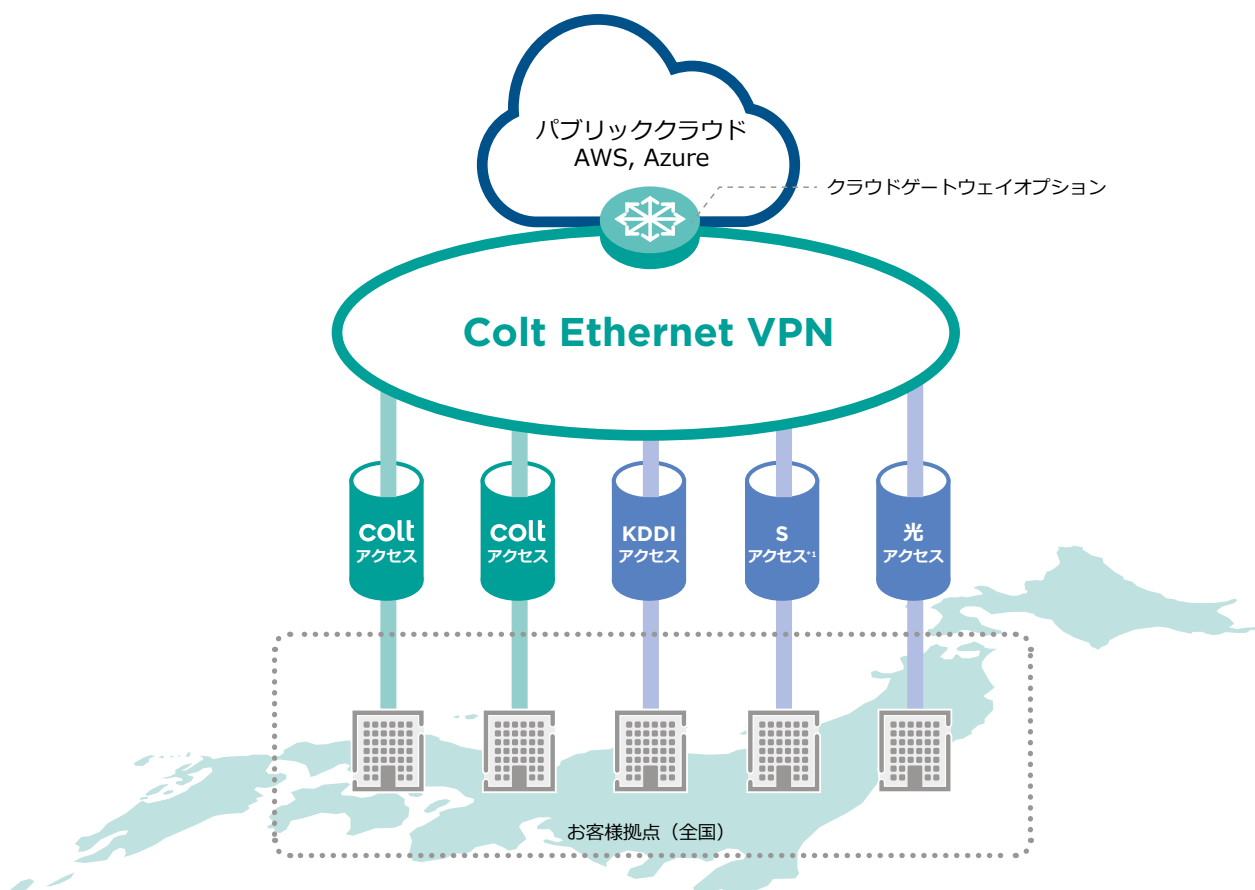 パブリッククラウド
AWS, Azure
クラウドゲートウェイオプション
Colt Ethernet VPN
colt
アクセス
colt
アクセス
KDDI
アクセス
S
アクセス*1
光
アクセス
お客様拠点（全国）